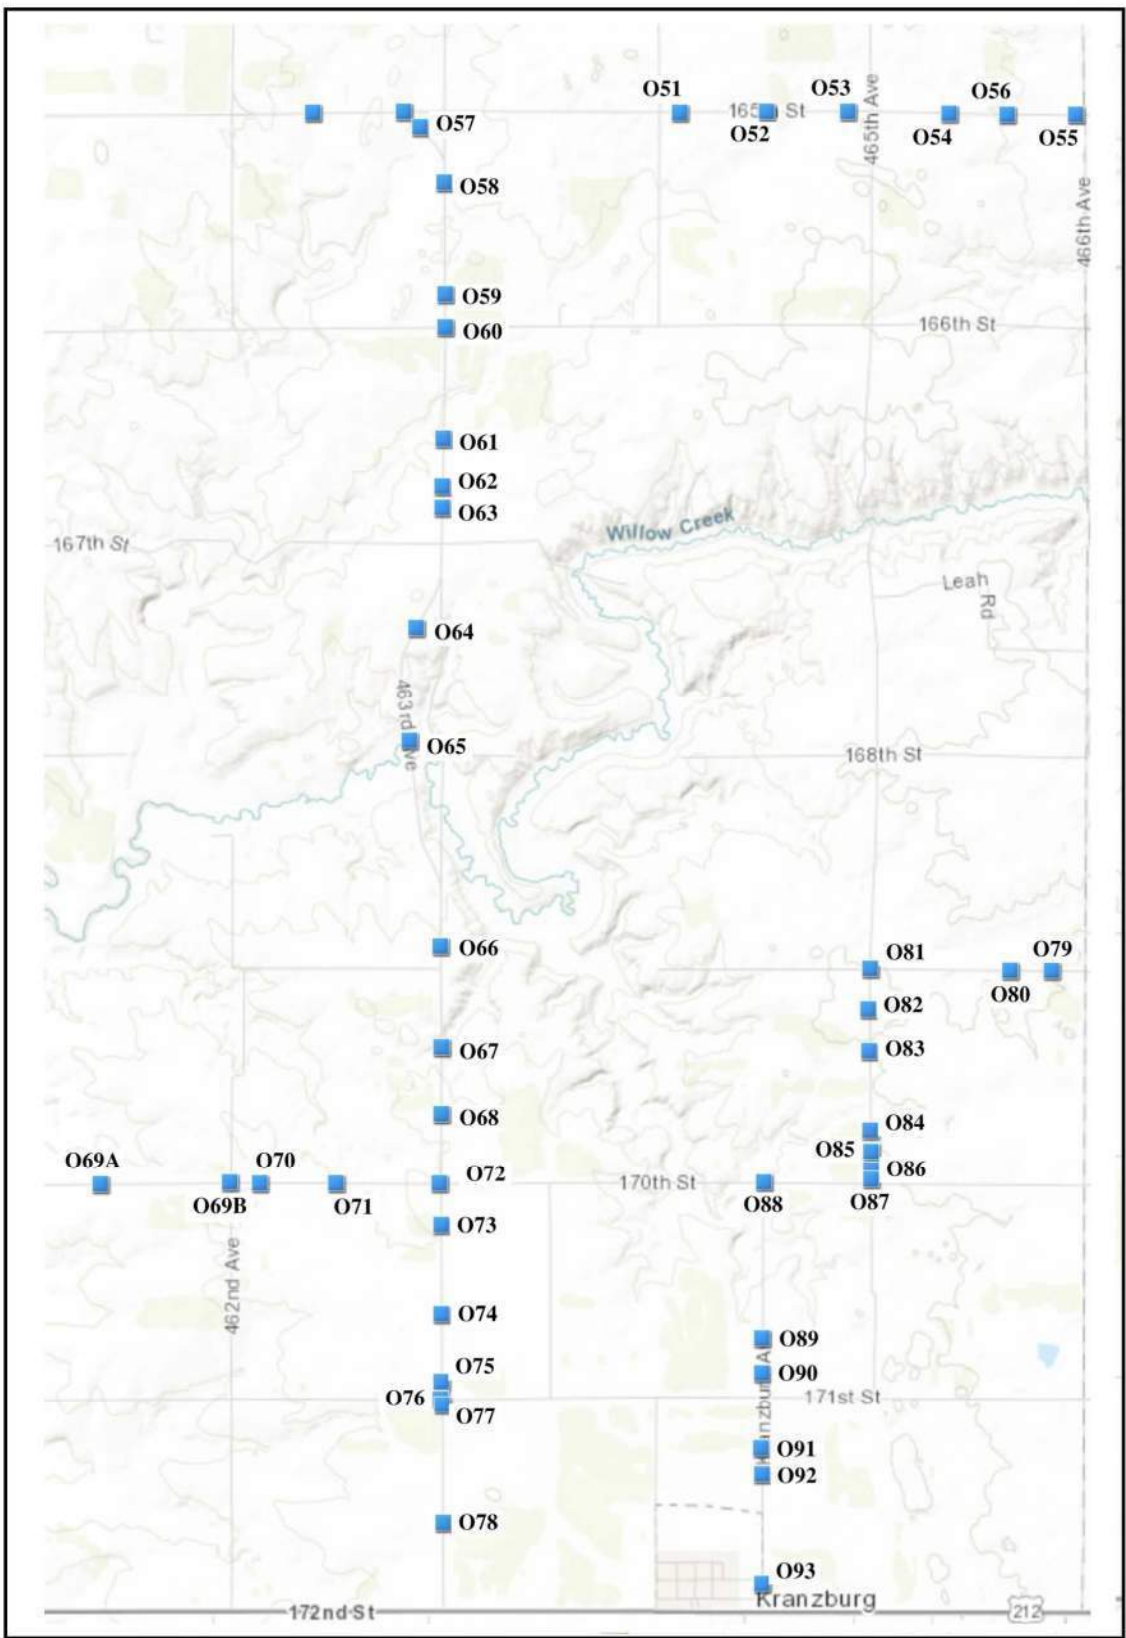 O51
O53
O56
165th St
O52
O54
O55
O57
465th Ave
466th Ave
O58
O59
O60
166th St
O61
O62
O63
Willow Creek
167th St
Leah Rd
O64
463rd Ave
O65
168th St
O66
O81
O79
O80
O82
O67
O83
O68
O84
O85
O69A
O70
O72
O86
170th St
O69B
O71
O88
O87
O73
462nd Ave
O74
O89
O75
O90
O76
171st St
O77
Kranzburg
O91
O92
O78
O93
Kranzburg
172nd St
212